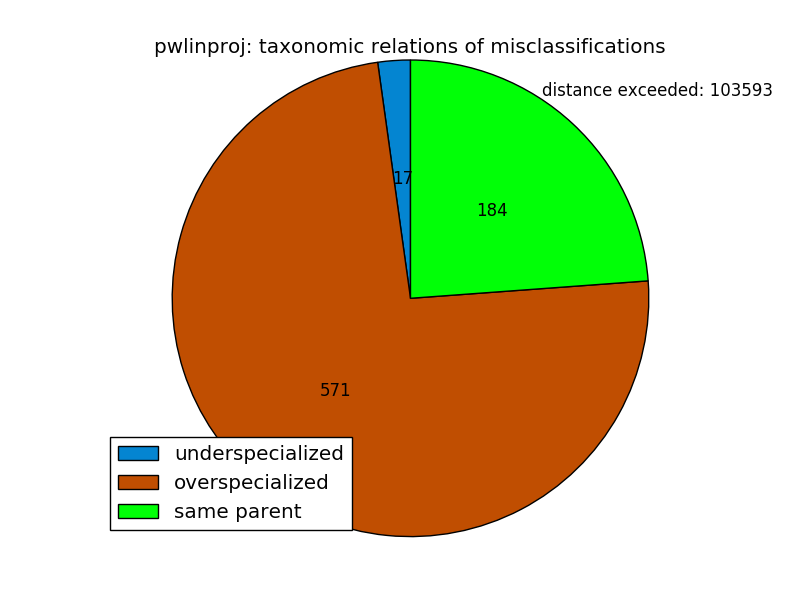 pwlinproj: taxonomic relations of misclassifications
distance exceeded: 103593
17
184
571
underspecialized
overspecialized
same parent